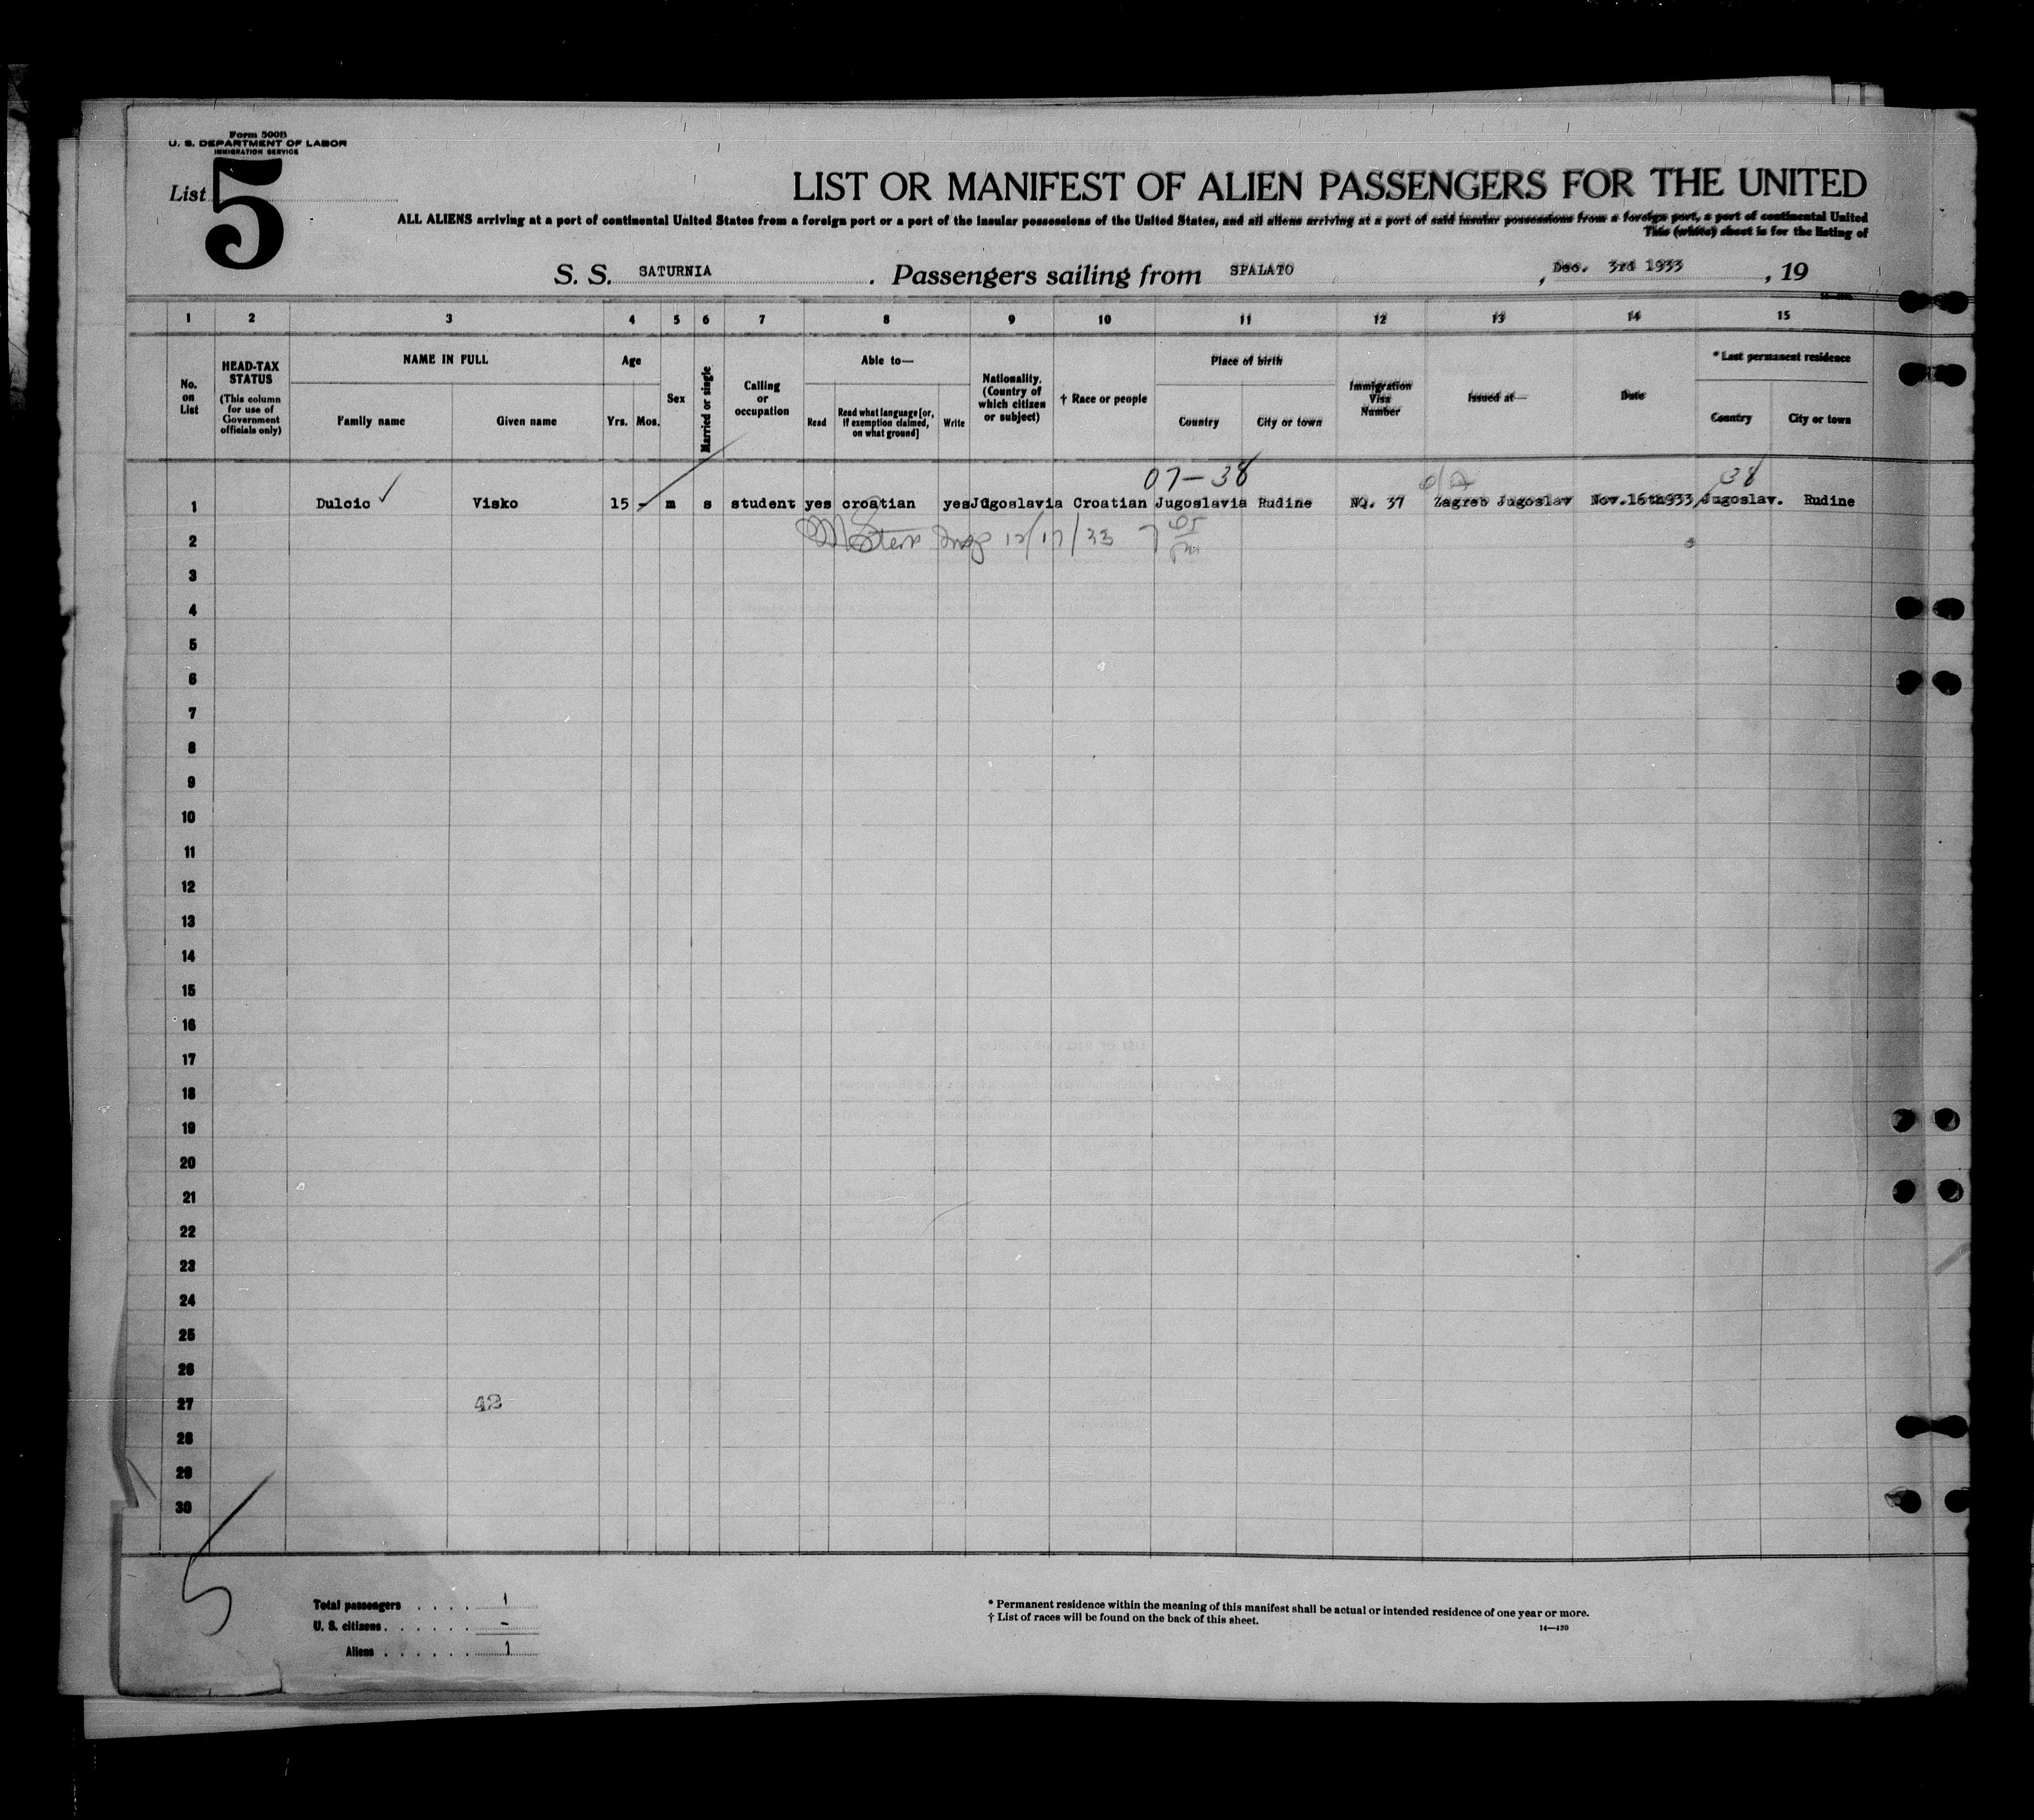 Form 500B
U. S. DEPARTMENT OF LABOR
IMMIGRATION SERVICE
List 5
LIST OR MANIFEST OF ALIEN PASSENGERS FOR THE UNITED
ALL ALIENS arriving at a port of continental United States from a foreign port or a port of the insular possessions of the United States, and all aliens arriving at a port of said insular possessions from a foreign port, a port of continental United
This (white) sheet is for the listing of
S. S. SATURNIA . Passengers sailing from SPALATO , Dec. 3rd 1933 , 19
1 2 3 4 5 6 7 8 9 10 11 12 13 14 15
No. on List
HEAD-TAX STATUS (This column for use of Government officials only)
NAME IN FULL
Family name Given name
Age
Yrs. Mos.
Sex
Married or single
Calling or occupation
Able to—
Read Read what language [or, if exemption claimed, on what ground] Write
Nationality. (Country of which citizen or subject)
† Race or people
Place of birth
Country City or town
Immigration Visa Number
Issued at—
Date
* Last permanent residence
Country City or town
07-38 38
1 Dulcic ✓ Visko 15 - m s student yes croatian yes Jugoslavia Croatian Jugoslavia Rudine NQ. 37 Zagreb Jugoslav Nov.16th933 Jugoslav. Rudine
2 12/17/33 7
3
4
5
6
7
8
9
10
11
12
13
14
15
16
17
18
19
20
21
22
23
24
25
26
27 42
28
29
30
5
Total passengers . . . . 1
U. S. citizens . . . . . . -
Aliens . . . . . . 1
* Permanent residence within the meaning of this manifest shall be actual or intended residence of one year or more.
† List of races will be found on the back of this sheet.
14—420